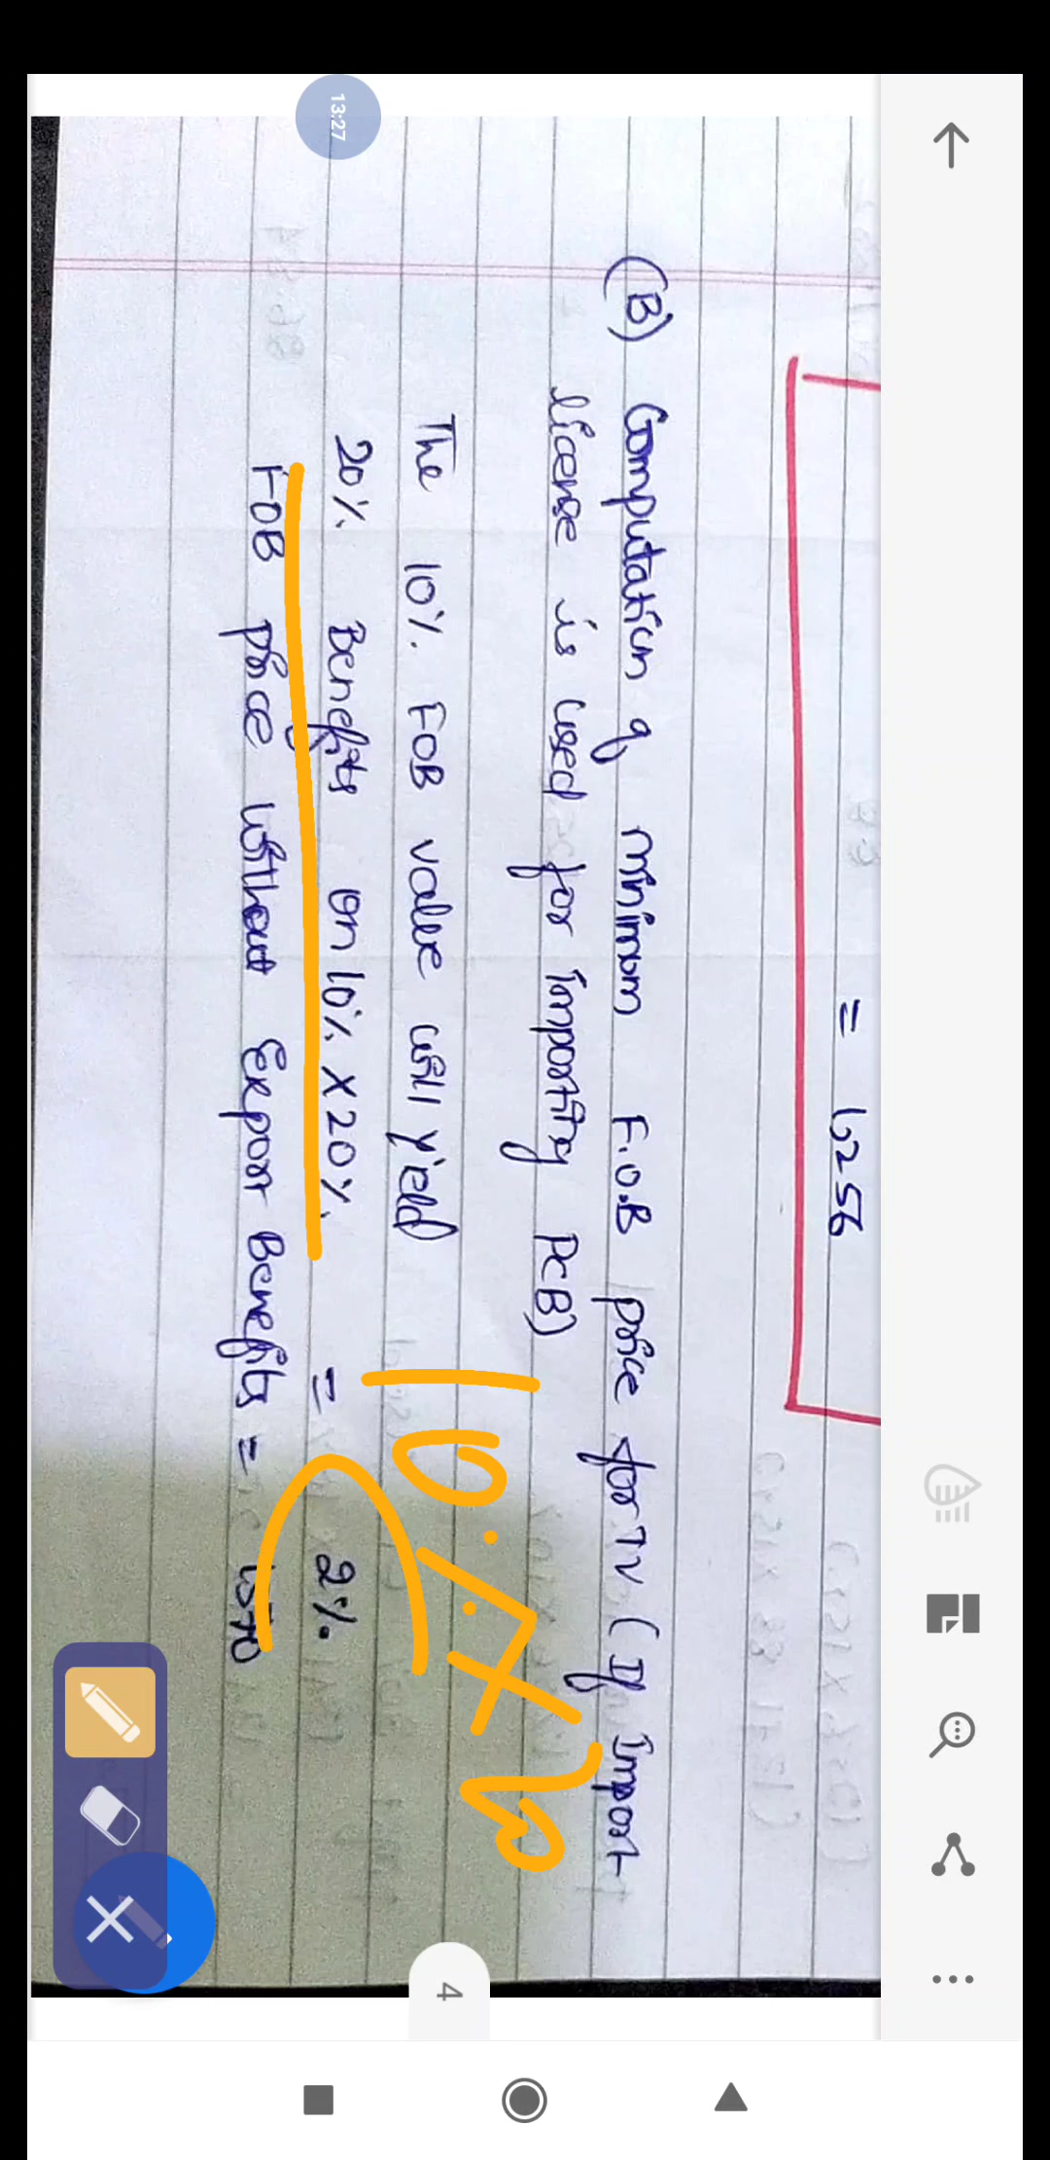 13:27
= 6256
(B) Computation of minimum F.O.B price for TV (If Import
license is used for importing PCB)
The 10% FOB value will yield
20% Benefits on 10% X 20% = 2%
FOB price without Export Benefits =
10% + 20
4